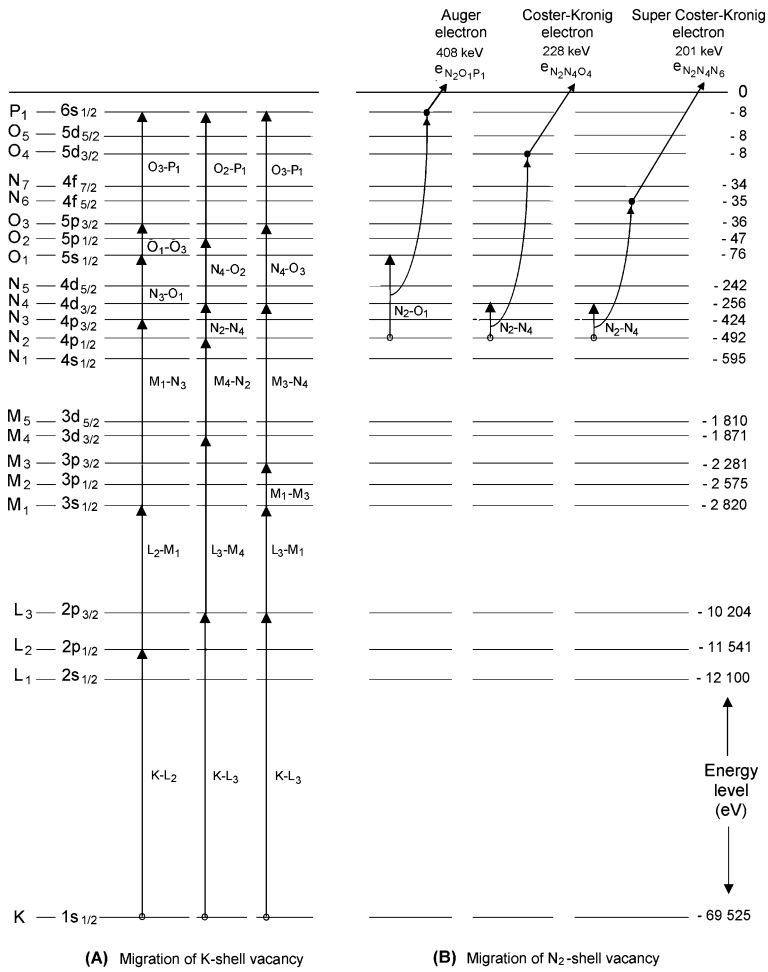 Auger electron 408 keV eN2O1P1
Coster-Kronig electron 228 keV eN2N4O4
Super Coster-Kronig electron 201 keV eN2N4N6
0
P1 6s1/2 - 8
O5 5d5/2 - 8
O4 5d3/2 - 8
O3-P1 O2-P1 O3-P1
N7 4f7/2 - 34
N6 4f5/2 - 35
O3 5p3/2 - 36
O2 5p1/2 - 47
O1-O3
O1 5s1/2 - 76
N4-O2 N4-O3
N5 4d5/2 - 242
N3-O1
N4 4d3/2 - 256
N2-O1
N3 4p3/2 - 424
N2-N4 N2-N4 N2-N4
N2 4p1/2 - 492
N1 4s1/2 - 595
M1-N3 M4-N2 M3-N4
M5 3d5/2 - 1 810
M4 3d3/2 - 1 871
M3 3p3/2 - 2 281
M2 3p1/2 - 2 575
M1-M3
M1 3s1/2 - 2 820
L2-M1 L3-M4 L3-M1
L3 2p3/2 - 10 204
L2 2p1/2 - 11 541
L1 2s1/2 - 12 100
K-L2 K-L3 K-L3
Energy
level
(eV)
K 1s1/2 - 69 525
(A) Migration of K-shell vacancy
(B) Migration of N2-shell vacancy